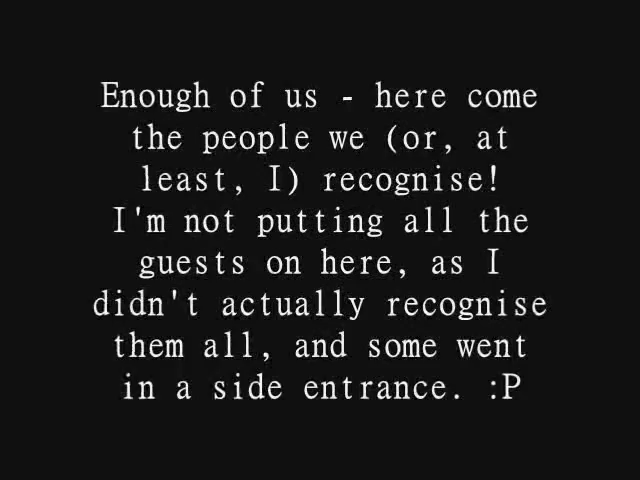 Enough of us - here come
the people we (or, at
least, I) recognise!
I'm not putting all the
guests on here, as I
didn't actually recognise
them all, and some went
in a side entrance. :P